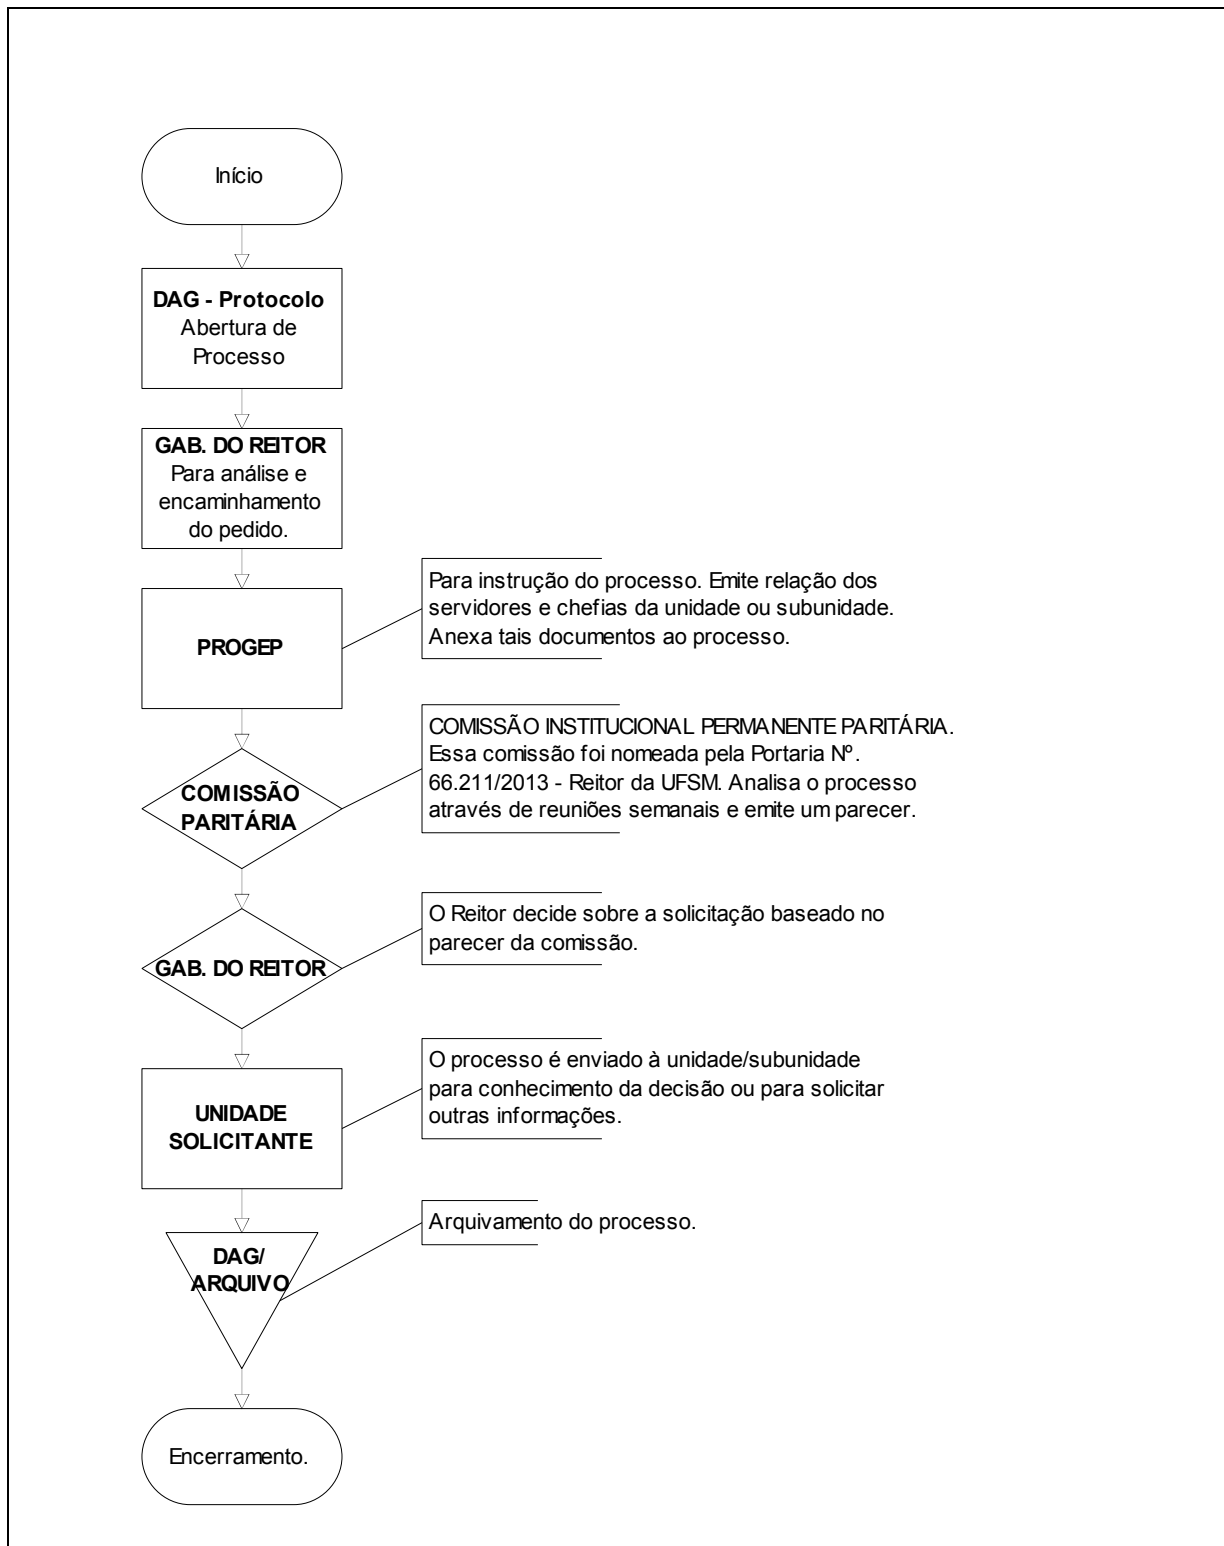 Início
DAG - Protocolo
Abertura de
Processo
GAB. DO REITOR
Para análise e
encaminhamento
do pedido.
PROGEP
Para instrução do processo. Emite relação dos
servidores e chefias da unidade ou subunidade.
Anexa tais documentos ao processo.
COMISSÃO
PARITÁRIA
COMISSÃO INSTITUCIONAL PERMANENTE PARITÁRIA.
Essa comissão foi nomeada pela Portaria Nº.
66.211/2013 - Reitor da UFSM. Analisa o processo
através de reuniões semanais e emite um parecer.
GAB. DO REITOR
O Reitor decide sobre a solicitação baseado no
parecer da comissão.
UNIDADE
SOLICITANTE
O processo é enviado à unidade/subunidade
para conhecimento da decisão ou para solicitar
outras informações.
DAG/
ARQUIVO
Arquivamento do processo.
Encerramento.